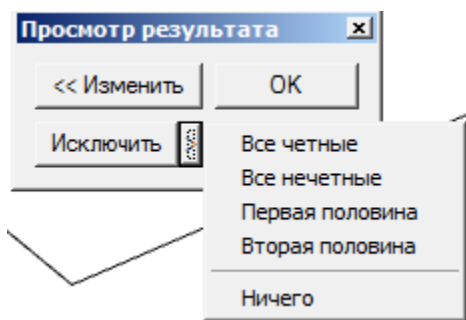 Просмотр результата
<< Изменить
OK
Исключить
Все четные
Все нечетные
Первая половина
Вторая половина
Ничего